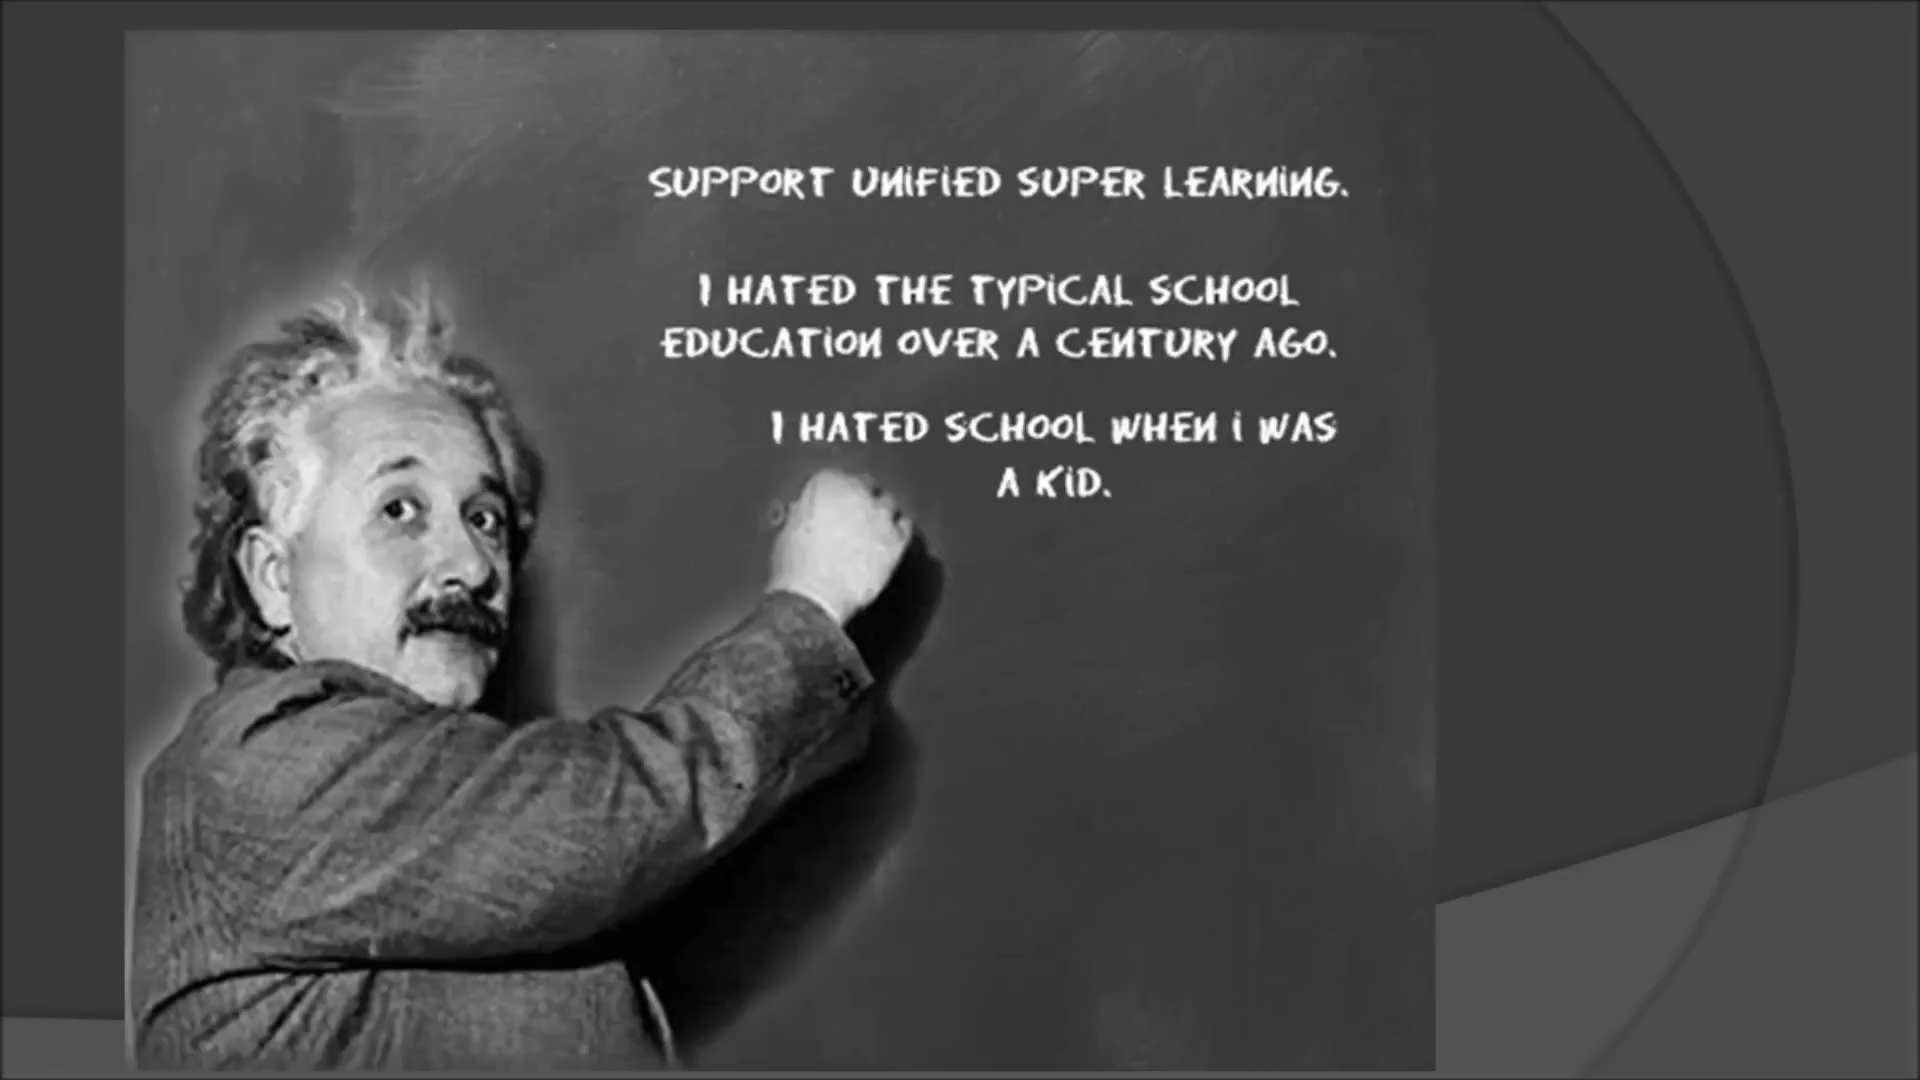 SUPPORT UNIFIED SUPER LEARNING.
I HATED THE TYPICAL SCHOOL
EDUCATION OVER A CENTURY AGO.
I HATED SCHOOL WHEN I WAS
A KID.